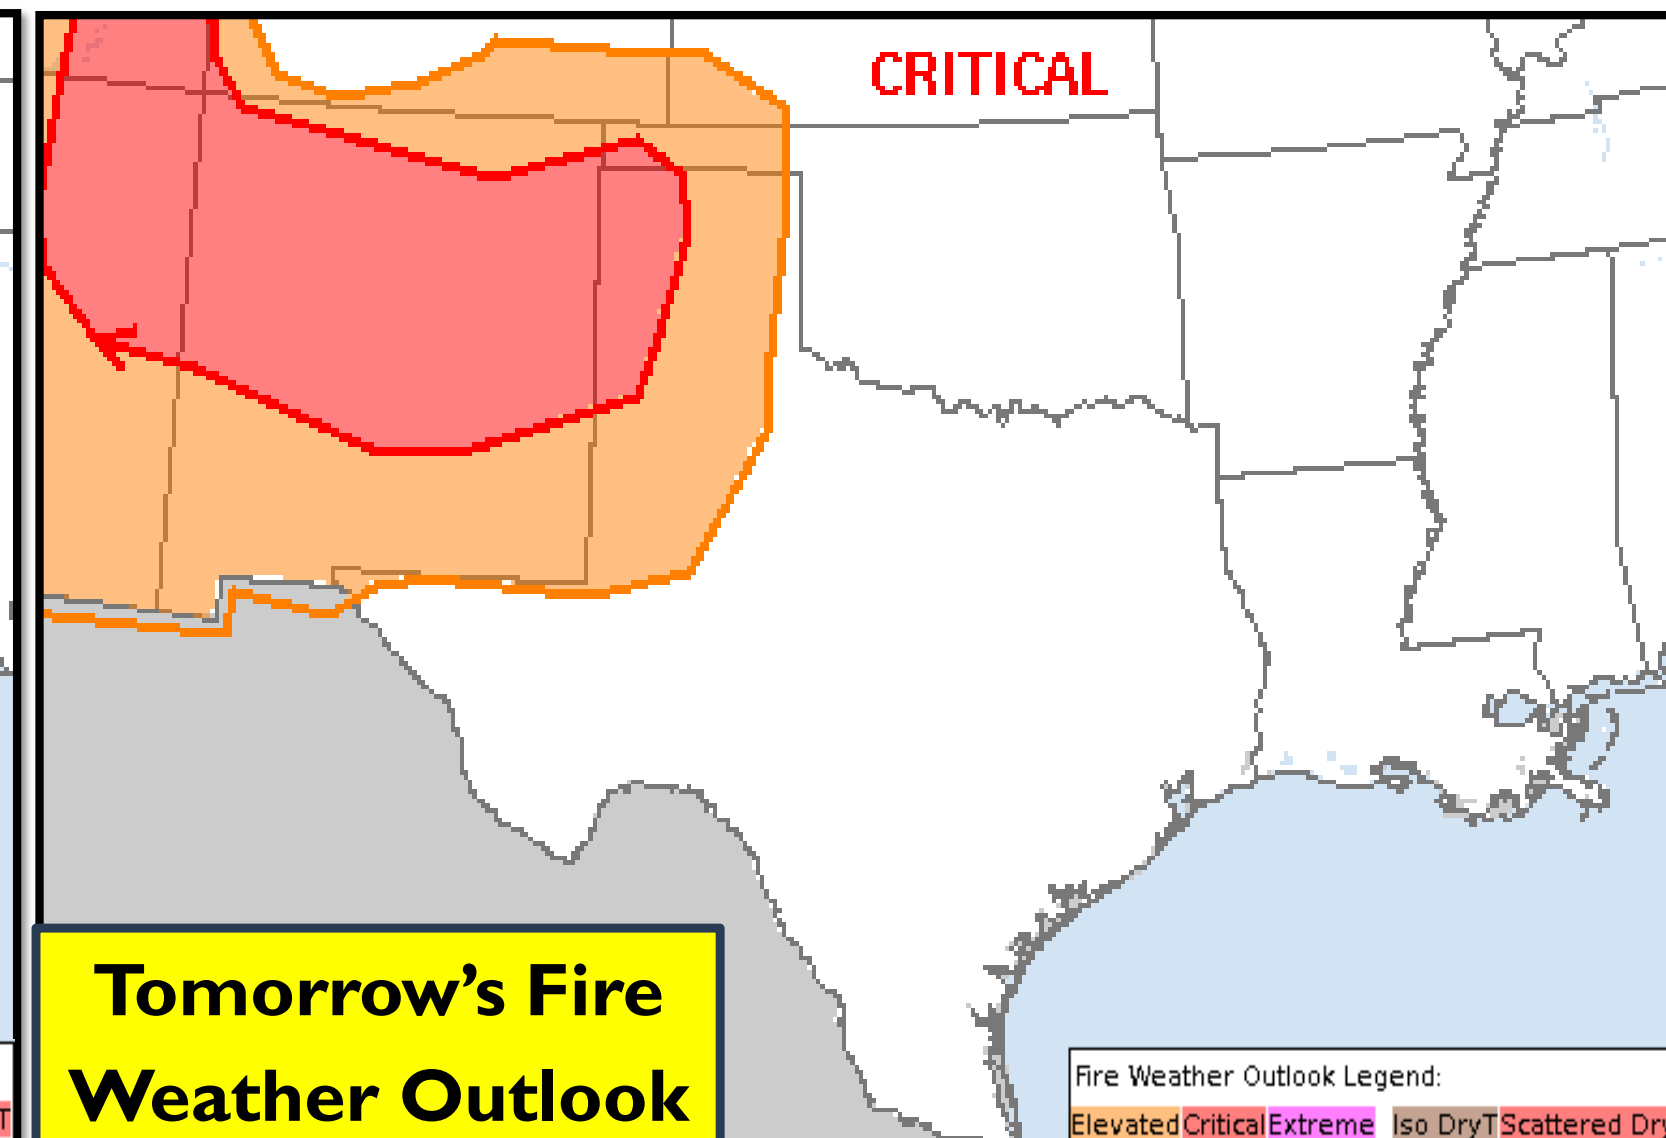 CRITICAL
Tomorrow's Fire
Weather Outlook
Fire Weather Outlook Legend:
Elevated Critical Extreme Iso DryT Scattered Dry
T